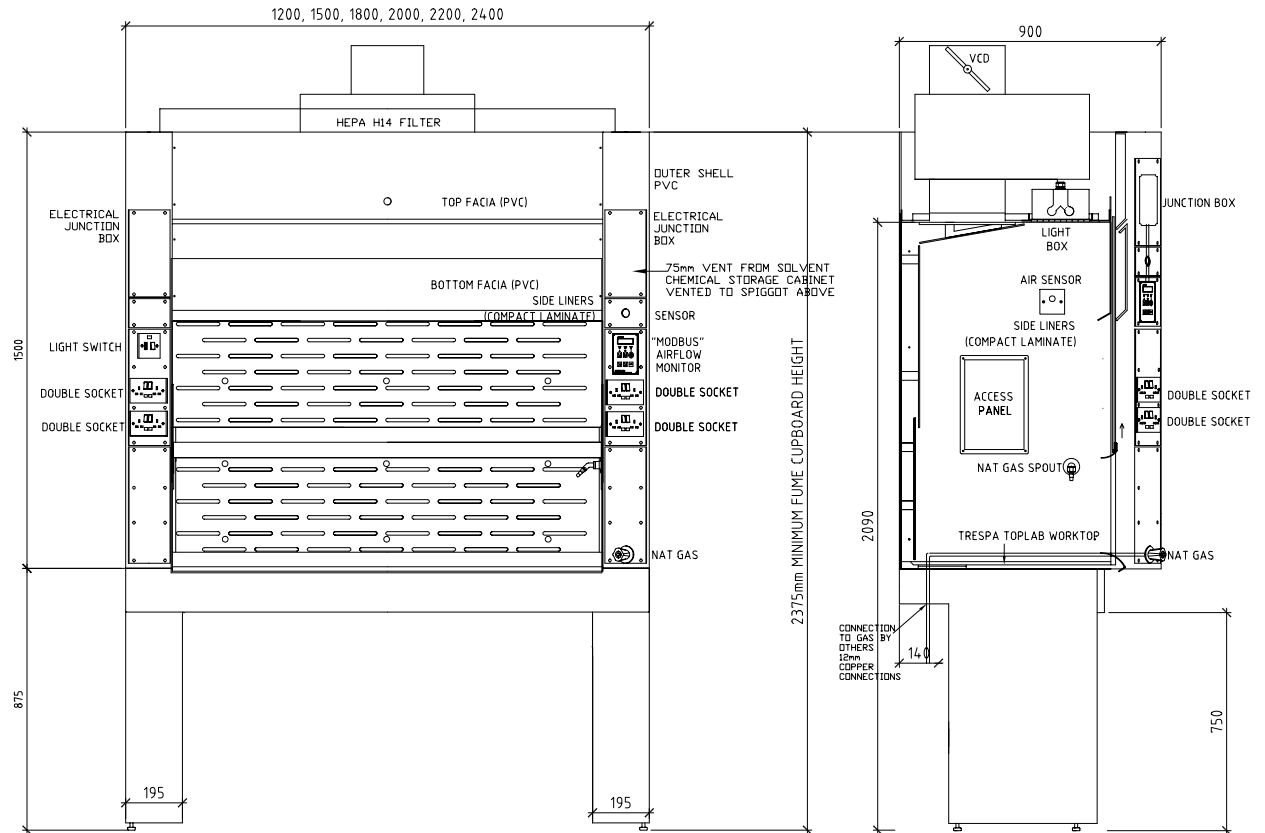 1200, 1500, 1800, 2000, 2200, 2400
HEPA H14 FILTER
OUTER SHELL
PVC
TOP FACIA (PVC)
ELECTRICAL
JUNCTION
BOX
ELECTRICAL
JUNCTION
BOX
75mm VENT FROM SOLVENT
CHEMICAL STORAGE CABINET
VENTED TO SPIGGOT ABOVE
BOTTOM FACIA (PVC)
SIDE LINERS
(COMPACT LAMINATE)
SENSOR
LIGHT SWITCH
"MODBUS"
AIRFLOW
MONITOR
DOUBLE SOCKET
DOUBLE SOCKET
DOUBLE SOCKET
DOUBLE SOCKET
NAT GAS
1500
875
195
195
2375mm MINIMUM FUME CUPBOARD HEIGHT
900
VCD
JUNCTION BOX
LIGHT
BOX
AIR SENSOR
SIDE LINERS
(COMPACT LAMINATE)
ACCESS
PANEL
DOUBLE SOCKET
DOUBLE SOCKET
NAT GAS SPOUT
TRESPA TOPLAB WORKTOP
NAT GAS
2090
CONNECTION
TO GAS BY
OTHERS
12mm
COPPER
CONNECTIONS
140
750